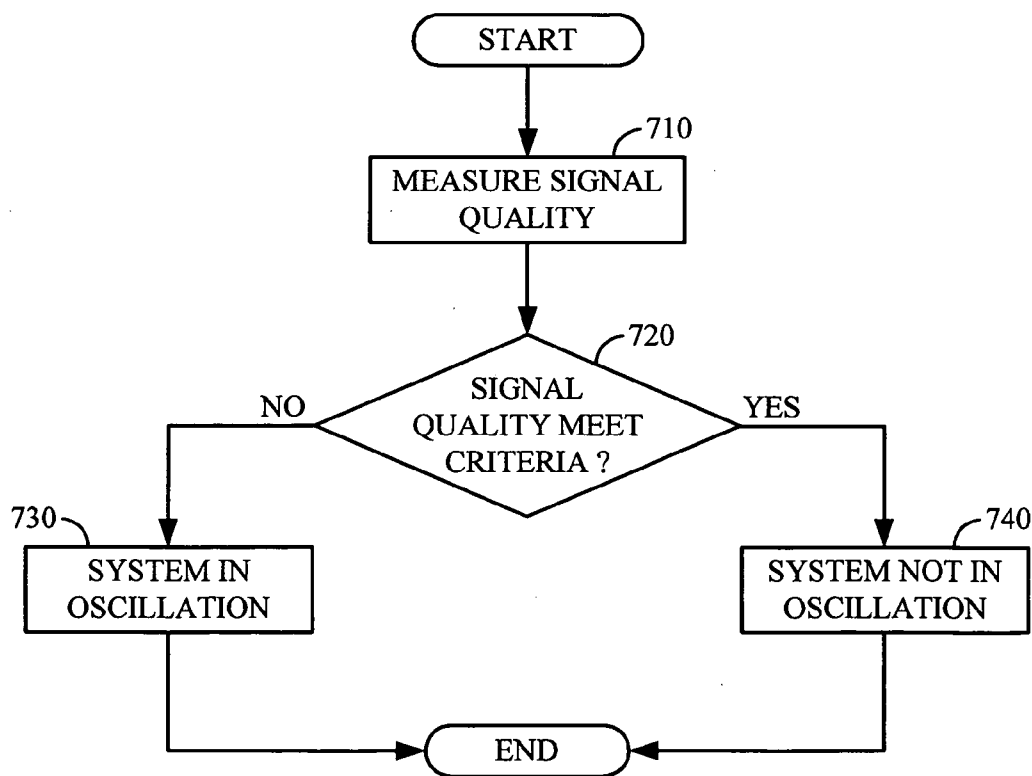 START
710
MEASURE SIGNAL
QUALITY
720
SIGNAL
QUALITY MEET
CRITERIA ?
NO
YES
730
SYSTEM IN
OSCILLATION
740
SYSTEM NOT IN
OSCILLATION
END